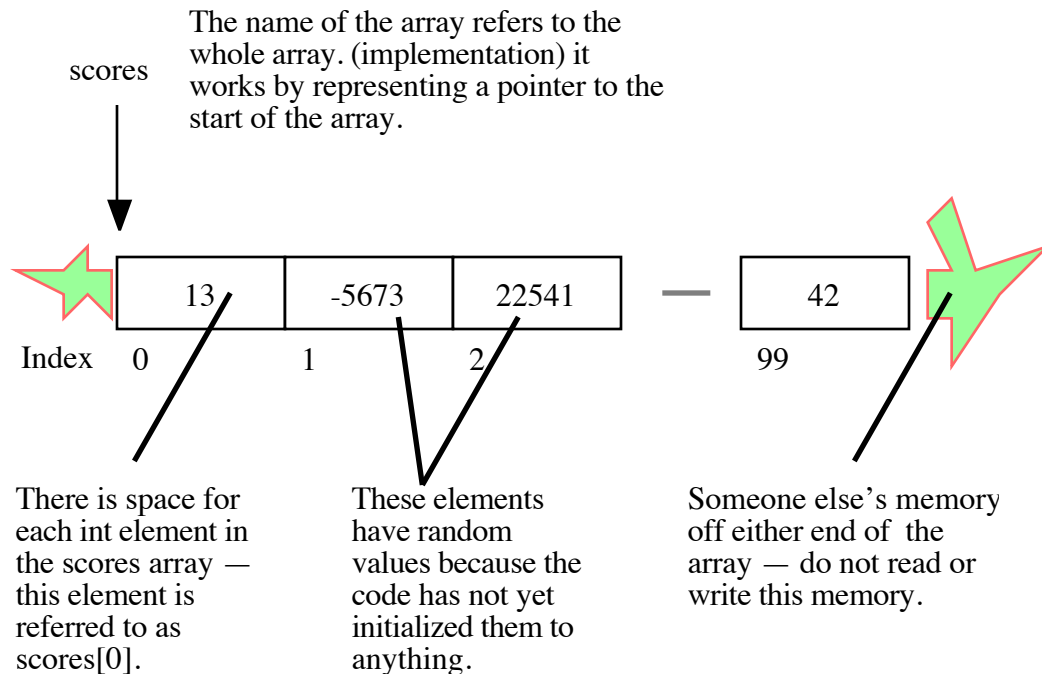 The name of the array refers to the
whole array. (implementation) it
works by representing a pointer to the
start of the array.
scores
13 -5673 22541 42
Index 0 1 2 99
There is space for
each int element in
the scores array —
this element is
referred to as
scores[0].
These elements
have random
values because the
code has not yet
initialized them to
anything.
Someone else’s memory
off either end of the
array — do not read or
write this memory.